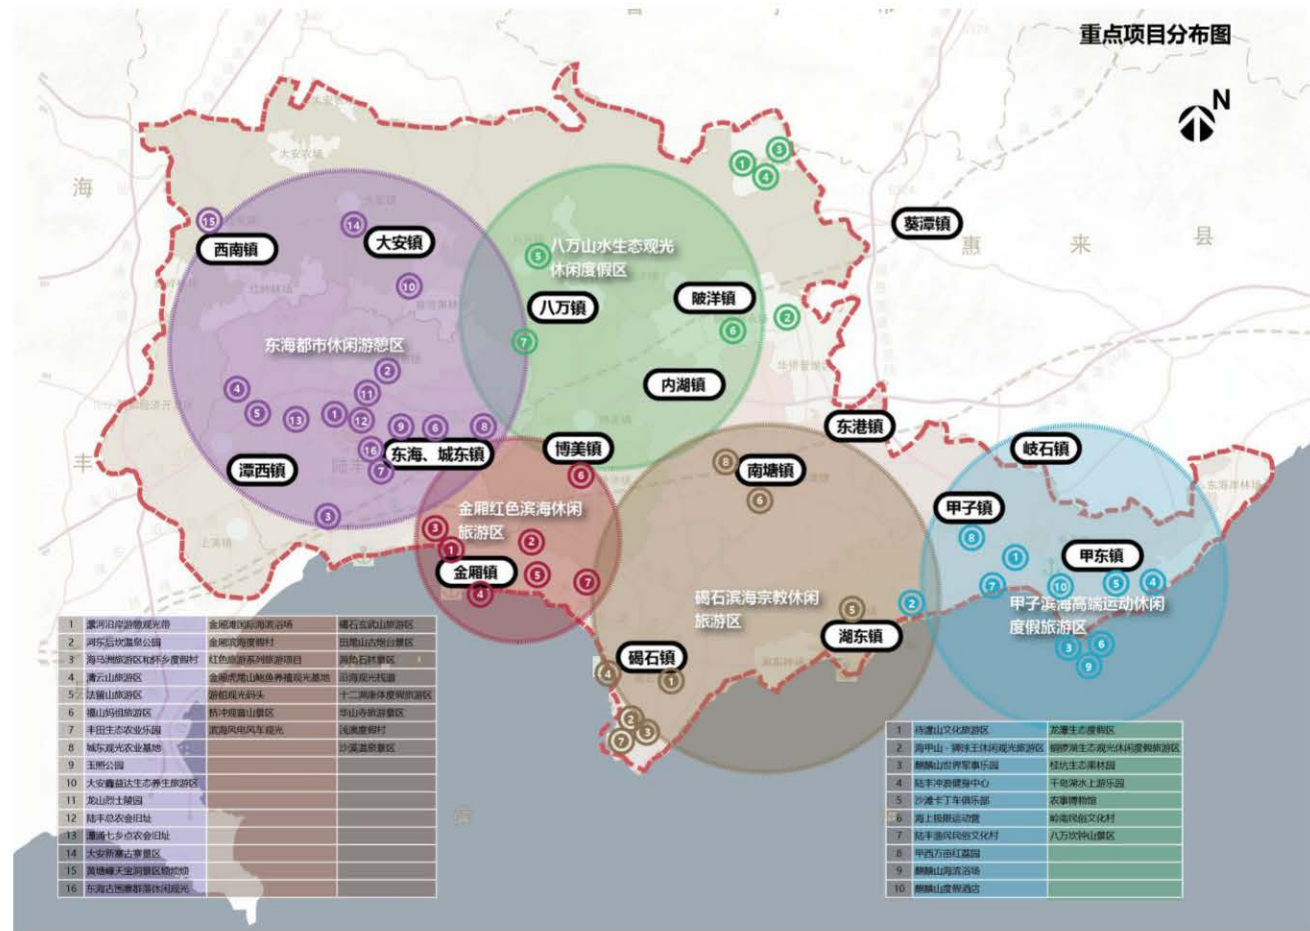 重点项目分布图
N
海
丰
惠 来 县
大安农场
西南镇
大安镇
葵潭镇
八万山水生态观光
休闲度假区
八万镇
陂洋镇
内湖镇
东海都市休闲游憩区
东港镇
博美镇
东海、城东镇
潭西镇
南塘镇
岐石镇
甲子镇
甲东镇
东海岸林场
金厢红色滨海休闲
旅游区
金厢镇
碣石滨海宗教休闲
旅游区
湖东镇
碣石镇
甲子滨海高端运动休闲
度假旅游区
1 漯河沿岸游憩观光带 金厢滩国际海滨浴场 碣石玄武山旅游区
2 河东后坎温泉公园 金厢滨海度假村 田尾山古炮台景区
3 海马洲旅游区和怀乡度假村 红色旅游系列旅游项目 海角石林景区
4 清云山旅游区 金厢虎尾山鲍鱼养殖观光基地 沿海观光栈道
5 法留山旅游区 游船观光码头 十二湖康体度假旅游区
6 福山妈祖旅游区 桥冲观音山景区 华山寺旅游景区
7 丰田生态农业乐园 滨海风电风车观光 浅澳度假村
8 城东观光农业基地 沙溪温泉景区
9 玉照公园
10 大安鑫益达生态养生旅游区
11 龙山烈士陵园
12 陆丰总农会旧址
13 潭涌七乡点农会旧址
14 大安新寨古寨景区
15 黄塘嶂天宝洞景区
16 东海古围寨群落休闲观光
1 待渡山文化旅游区 龙潭生态度假区
2 海甲山·狮球王休闲观光旅游区 铜锣湖生态观光休闲度假旅游区
3 麒麟山世界军事乐园 桂坑生态果林园
4 陆丰冲浪健身中心 千岛湖水上游乐园
5 沙滩卡丁车俱乐部 农事博物馆
6 海上极限运动营 岭南民俗文化村
7 陆丰渔民民俗文化村 八万坎钟山景区
8 甲西万亩红荔园
9 麒麟山海滨浴场
10 麒麟山度假酒店